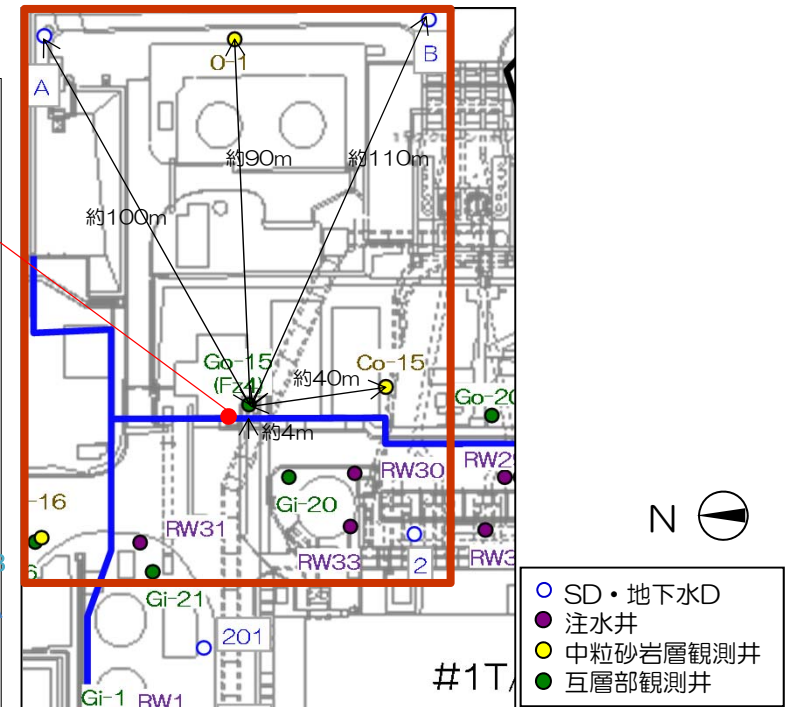 A
O-1
B
約90m
約110m
約100m
Go-15
(Fz4)
Co-15
約40m
Go-20
約4m
RW30
RW29
Gi-20
-16
RW31
RW33
2
RW3
6
Gi-21
201
#1T/
Gi-1
RW1
N
SD・地下水D
注水井
中粒砂岩層観測井
互層部観測井